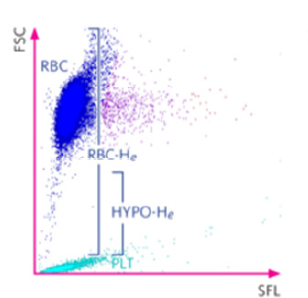 FSC
RBC
RBC-He
HYPO-He
PLT
SFL